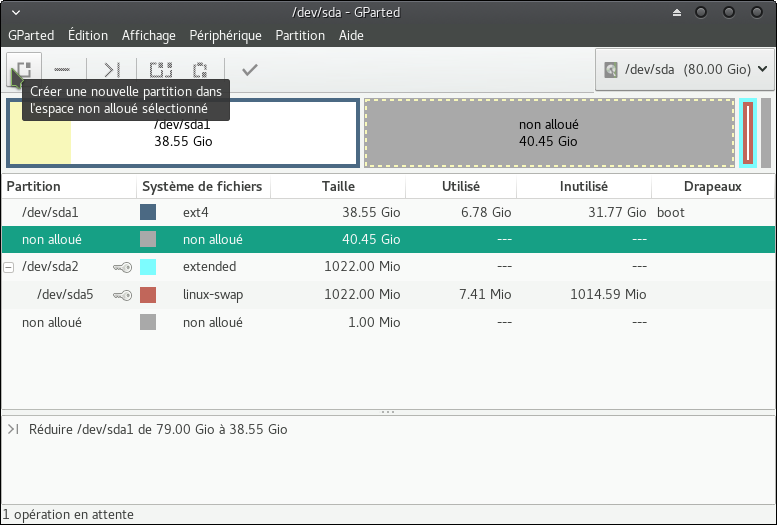 /dev/sda - GParted
GParted Édition Affichage Périphérique Partition Aide
/dev/sda (80.00 Gio)
Créer une nouvelle partition dans
l'espace non alloué sélectionné
/dev/sda1
38.55 Gio
non alloué
40.45 Gio
Partition Système de fichiers Taille Utilisé Inutilisé Drapeaux
/dev/sda1 ext4 38.55 Gio 6.78 Gio 31.77 Gio boot
non alloué non alloué 40.45 Gio --- ---
/dev/sda2 extended 1022.00 Mio --- ---
/dev/sda5 linux-swap 1022.00 Mio 7.41 Mio 1014.59 Mio
non alloué non alloué 1.00 Mio --- ---
Réduire /dev/sda1 de 79.00 Gio à 38.55 Gio
1 opération en attente